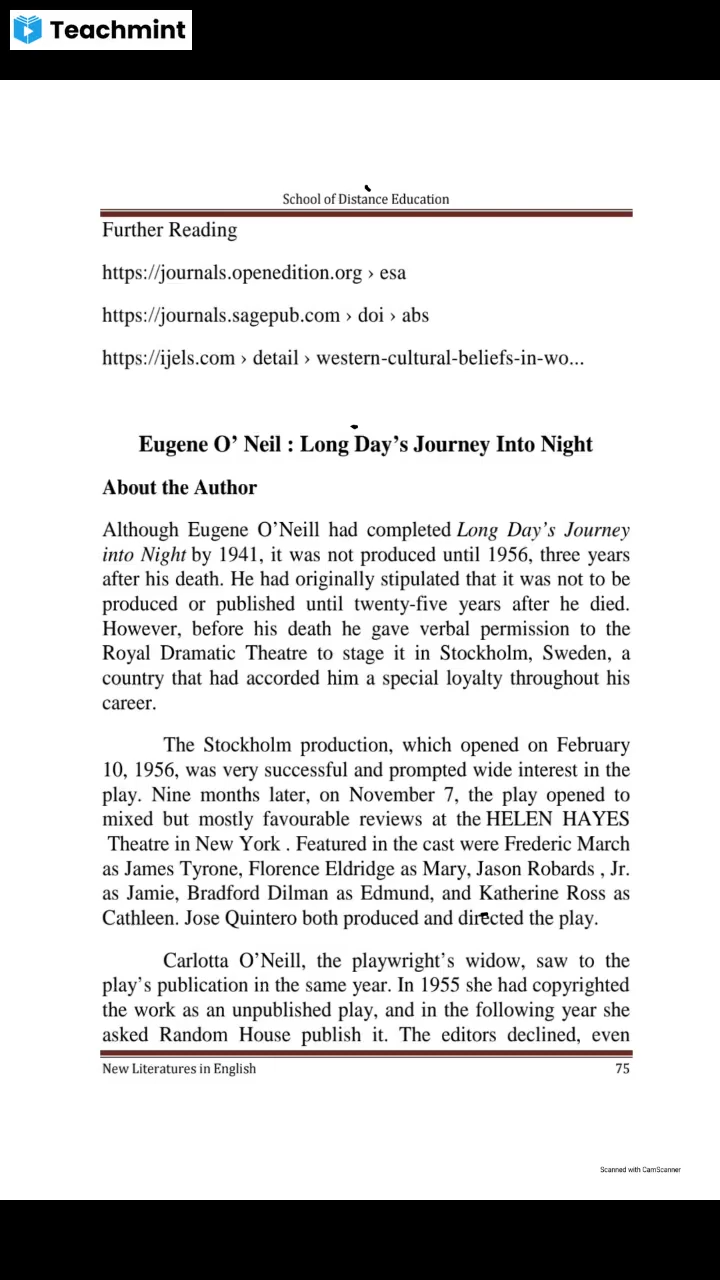 Teachmint
School of Distance Education
Further Reading
https://journals.openedition.org › esa
https://journals.sagepub.com › doi › abs
https://ijels.com › detail › western-cultural-beliefs-in-wo...
Eugene O’ Neil : Long Day’s Journey Into Night
About the Author
Although Eugene O’Neill had completed Long Day’s Journey
into Night by 1941, it was not produced until 1956, three years
after his death. He had originally stipulated that it was not to be
produced or published until twenty-five years after he died.
However, before his death he gave verbal permission to the
Royal Dramatic Theatre to stage it in Stockholm, Sweden, a
country that had accorded him a special loyalty throughout his
career.
The Stockholm production, which opened on February
10, 1956, was very successful and prompted wide interest in the
play. Nine months later, on November 7, the play opened to
mixed but mostly favourable reviews at the HELEN HAYES
Theatre in New York . Featured in the cast were Frederic March
as James Tyrone, Florence Eldridge as Mary, Jason Robards , Jr.
as Jamie, Bradford Dilman as Edmund, and Katherine Ross as
Cathleen. Jose Quintero both produced and directed the play.
Carlotta O’Neill, the playwright’s widow, saw to the
play’s publication in the same year. In 1955 she had copyrighted
the work as an unpublished play, and in the following year she
asked Random House publish it. The editors declined, even
New Literatures in English 75
Scanned with CamScanner